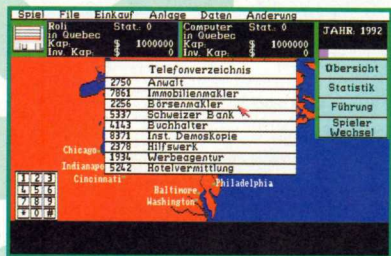 Spiel File Einkauf Anlage Daten Änderung
Roli Stat.: 0
in Quebec
Kap: $ 1000000
Inv. Kap: $ 0
Computer Stat.: 0
in Quebec
Kap: $ 1000000
Inv. Kap: $ 0
JAHR: 1992
Übersicht
Statistik
Führung
Spieler
Wechsel
Telefonverzeichnis
2750 Anwalt
7861 Immobilienmakler
2256 Börsenmakler
5337 Schweizer Bank
4143 Buchhalter
8371 Inst. Demoskopie
2378 Hilfswerk
1934 Werbeagentur
5242 Hotelvermittlung
Chicago
Indianapo
Cincinnati
Philadelphia
Baltimore
Washington
1 2 3
4 5 6
7 8 9
* 0 #